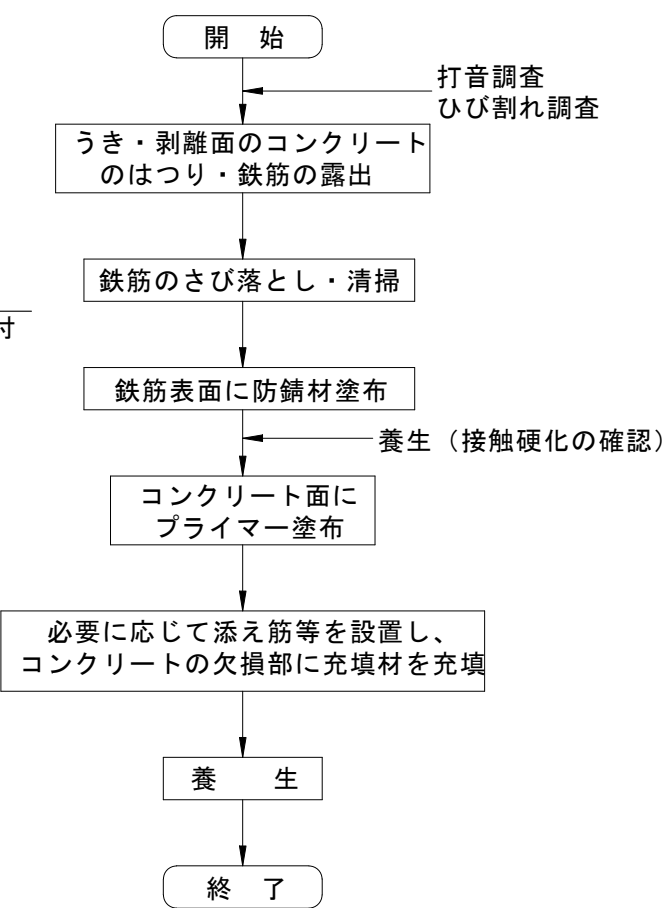 開 始
打音調査
ひび割れ調査
うき・剥離面のコンクリート
のはつり・鉄筋の露出
鉄筋のさび落とし・清掃
付
鉄筋表面に防錆材塗布
養生（接触硬化の確認）
コンクリート面に
プライマー塗布
必要に応じて添え筋等を設置し、
コンクリートの欠損部に充填材を充填
養 生
終 了